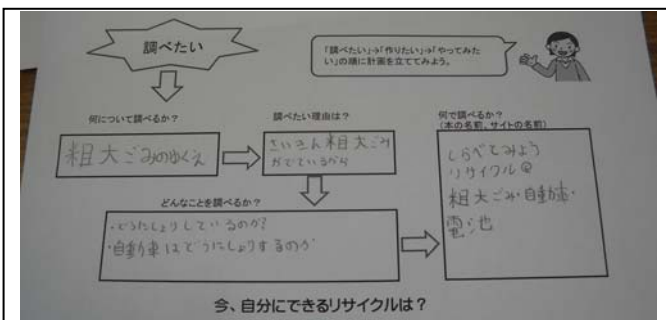 調べたい
「調べたい」→「作りたい」→「やってみた
い」の順に計画を立ててみよう。
何について調べるか？
粗大ごみのゆくえ
調べたい理由は？
さいきん粗大ごみ
がでているから
何で調べるか？
（本の名前、サイトの名前）
しらべてみよう
リサイクル
粗大ごみ・自動車・
電池
どんなことを調べるか？
・どうしょりしているのか？
・自動車はどうしょりするのか
今、自分にできるリサイクルは？